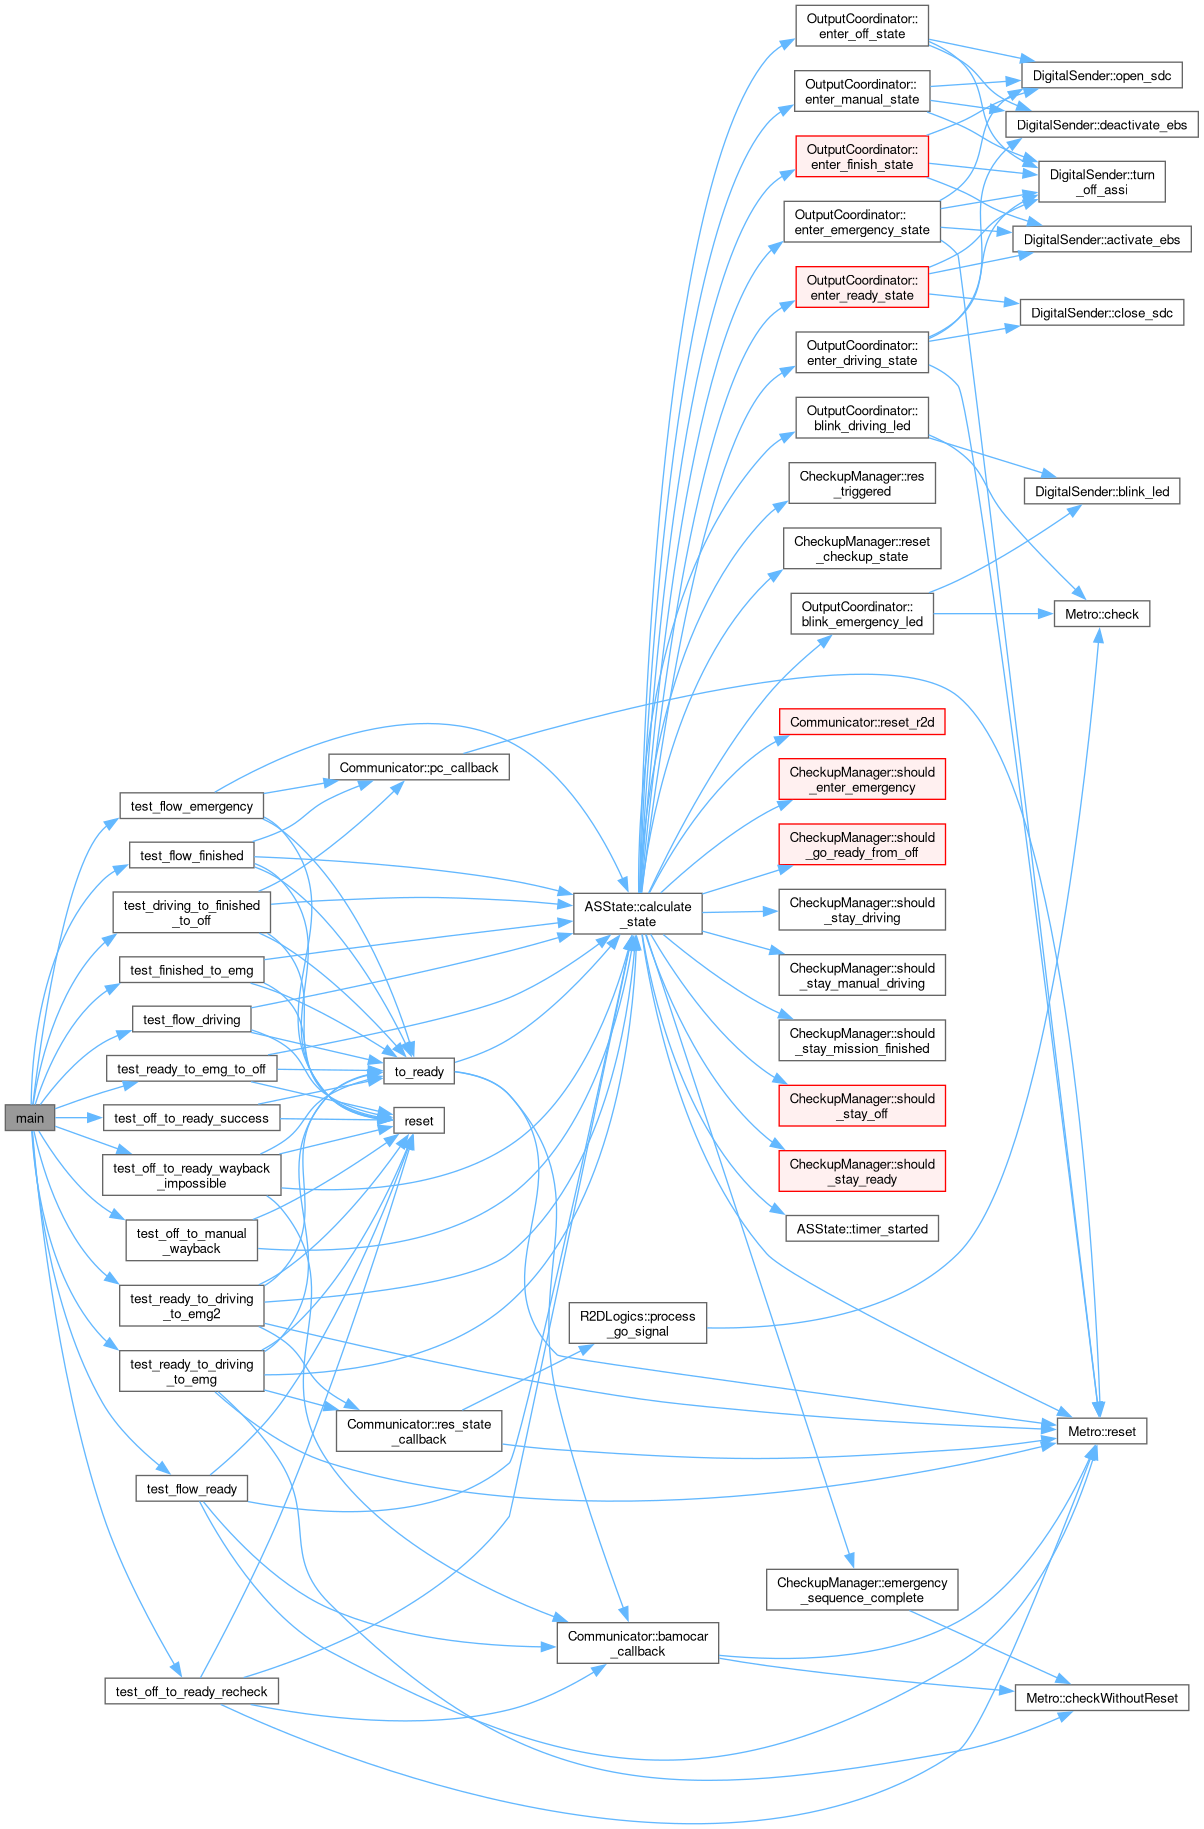 main
test_flow_emergency
test_flow_finished
test_driving_to_finished
_to_off
test_finished_to_emg
test_flow_driving
test_ready_to_emg_to_off
test_off_to_ready_success
test_off_to_ready_wayback
_impossible
test_off_to_manual
_wayback
test_ready_to_driving
_to_emg2
test_ready_to_driving
_to_emg
test_flow_ready
test_off_to_ready_recheck
Communicator::pc_callback
to_ready
reset
Communicator::res_state
_callback
ASState::calculate
_state
R2DLogics::process
_go_signal
Communicator::bamocar
_callback
OutputCoordinator::
enter_off_state
OutputCoordinator::
enter_manual_state
OutputCoordinator::
enter_finish_state
OutputCoordinator::
enter_emergency_state
OutputCoordinator::
enter_ready_state
OutputCoordinator::
enter_driving_state
OutputCoordinator::
blink_driving_led
CheckupManager::res
_triggered
CheckupManager::reset
_checkup_state
OutputCoordinator::
blink_emergency_led
Communicator::reset_r2d
CheckupManager::should
_enter_emergency
CheckupManager::should
_go_ready_from_off
CheckupManager::should
_stay_driving
CheckupManager::should
_stay_manual_driving
CheckupManager::should
_stay_mission_finished
CheckupManager::should
_stay_off
CheckupManager::should
_stay_ready
ASState::timer_started
CheckupManager::emergency
_sequence_complete
DigitalSender::open_sdc
DigitalSender::deactivate_ebs
DigitalSender::turn
_off_assi
DigitalSender::activate_ebs
DigitalSender::close_sdc
DigitalSender::blink_led
Metro::check
Metro::reset
Metro::checkWithoutReset